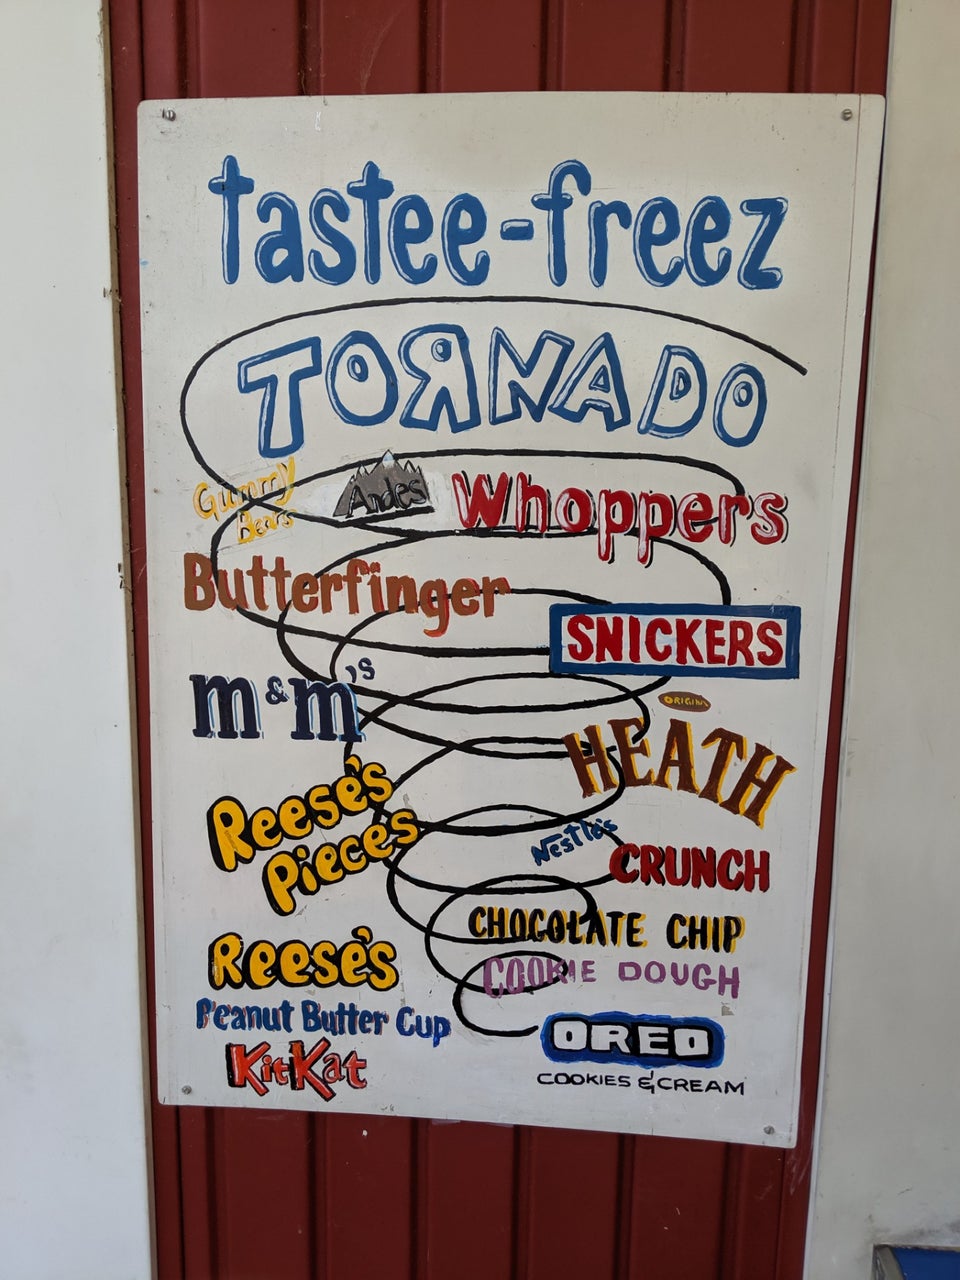 tastee-freez
TORNADO
Gummy Bears
Andes
Whoppers
Butterfinger
SNICKERS
m&m's
ORIGINAL
HEATH
Reese's
Pieces
Nestle's
CRUNCH
CHOCOLATE CHIP
COOKIE DOUGH
Reese's
Peanut Butter Cup
KitKat
OREO
COOKIES & CREAM